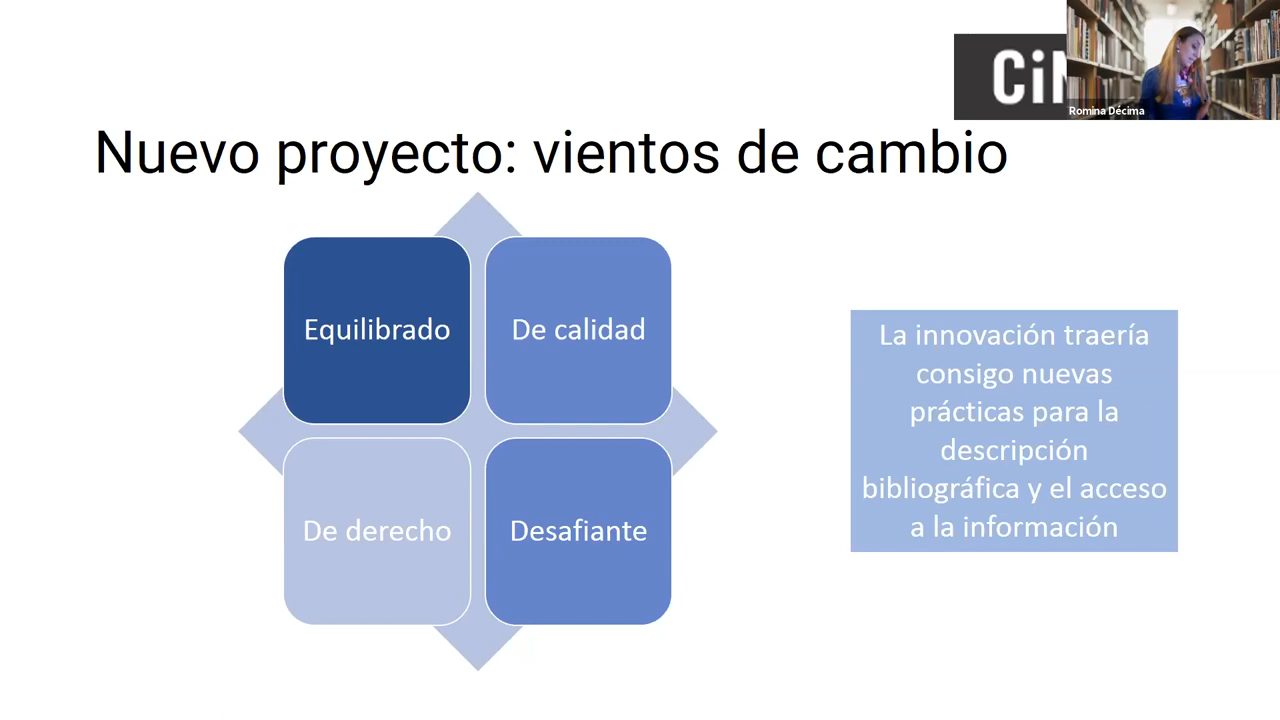 CiN
Romina Décima
Nuevo proyecto: vientos de cambio
Equilibrado
De calidad
De derecho
Desafiante
La innovación traería
consigo nuevas
prácticas para la
descripción
bibliográfica y el acceso
a la información